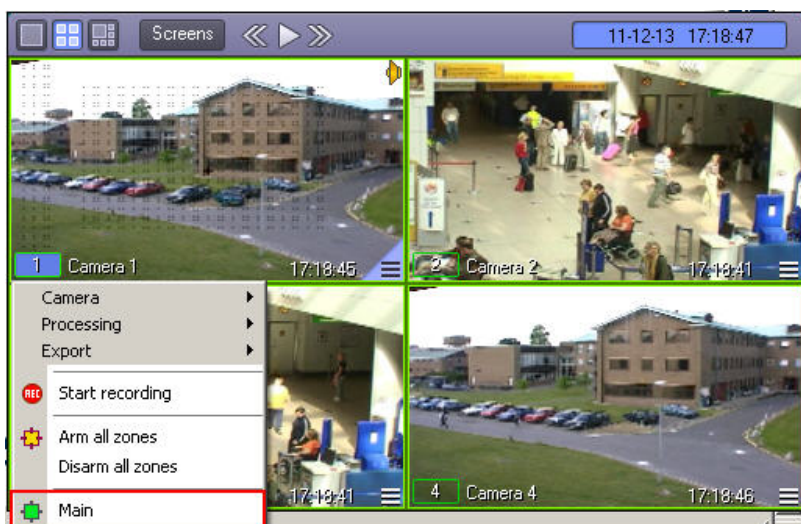 Screens
11-12-13 17:18:47
1 Camera 1 17:18:45
2 Camera 2 17:18:41
Camera
Processing
Export
REC Start recording
Arm all zones
Disarm all zones
Main
17:18:41
4 Camera 4 17:18:46